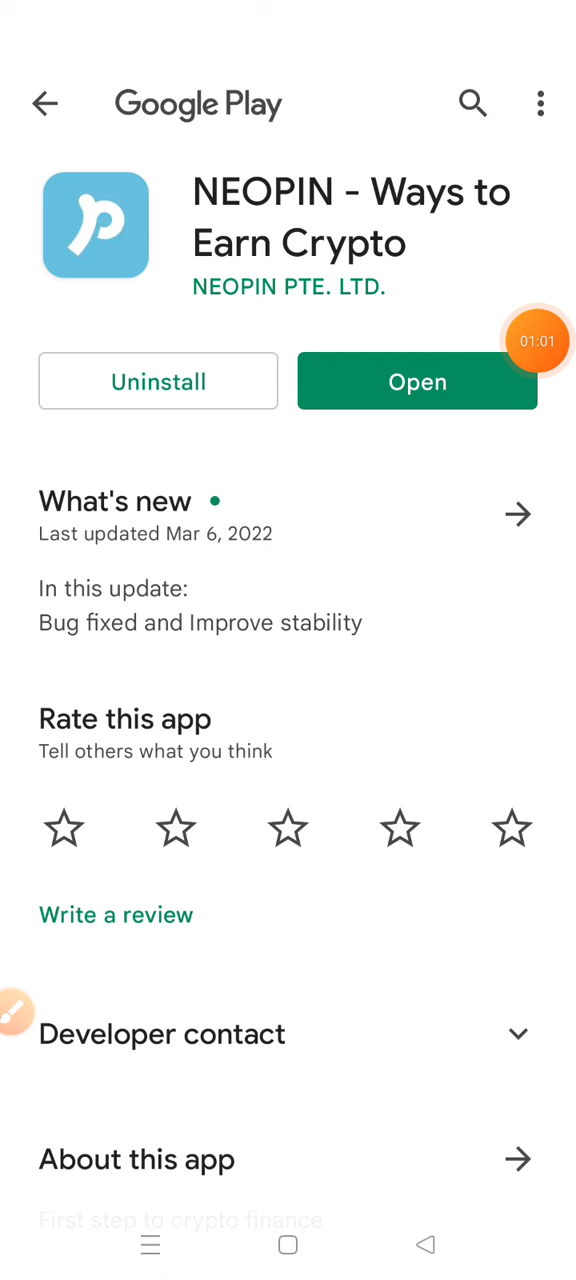 Google Play
NEOPIN - Ways to
Earn Crypto
NEOPIN PTE. LTD.
01:01
Uninstall
Open
What's new
Last updated Mar 6, 2022
In this update:
Bug fixed and Improve stability
Rate this app
Tell others what you think
Write a review
Developer contact
About this app
First step to crypto finance